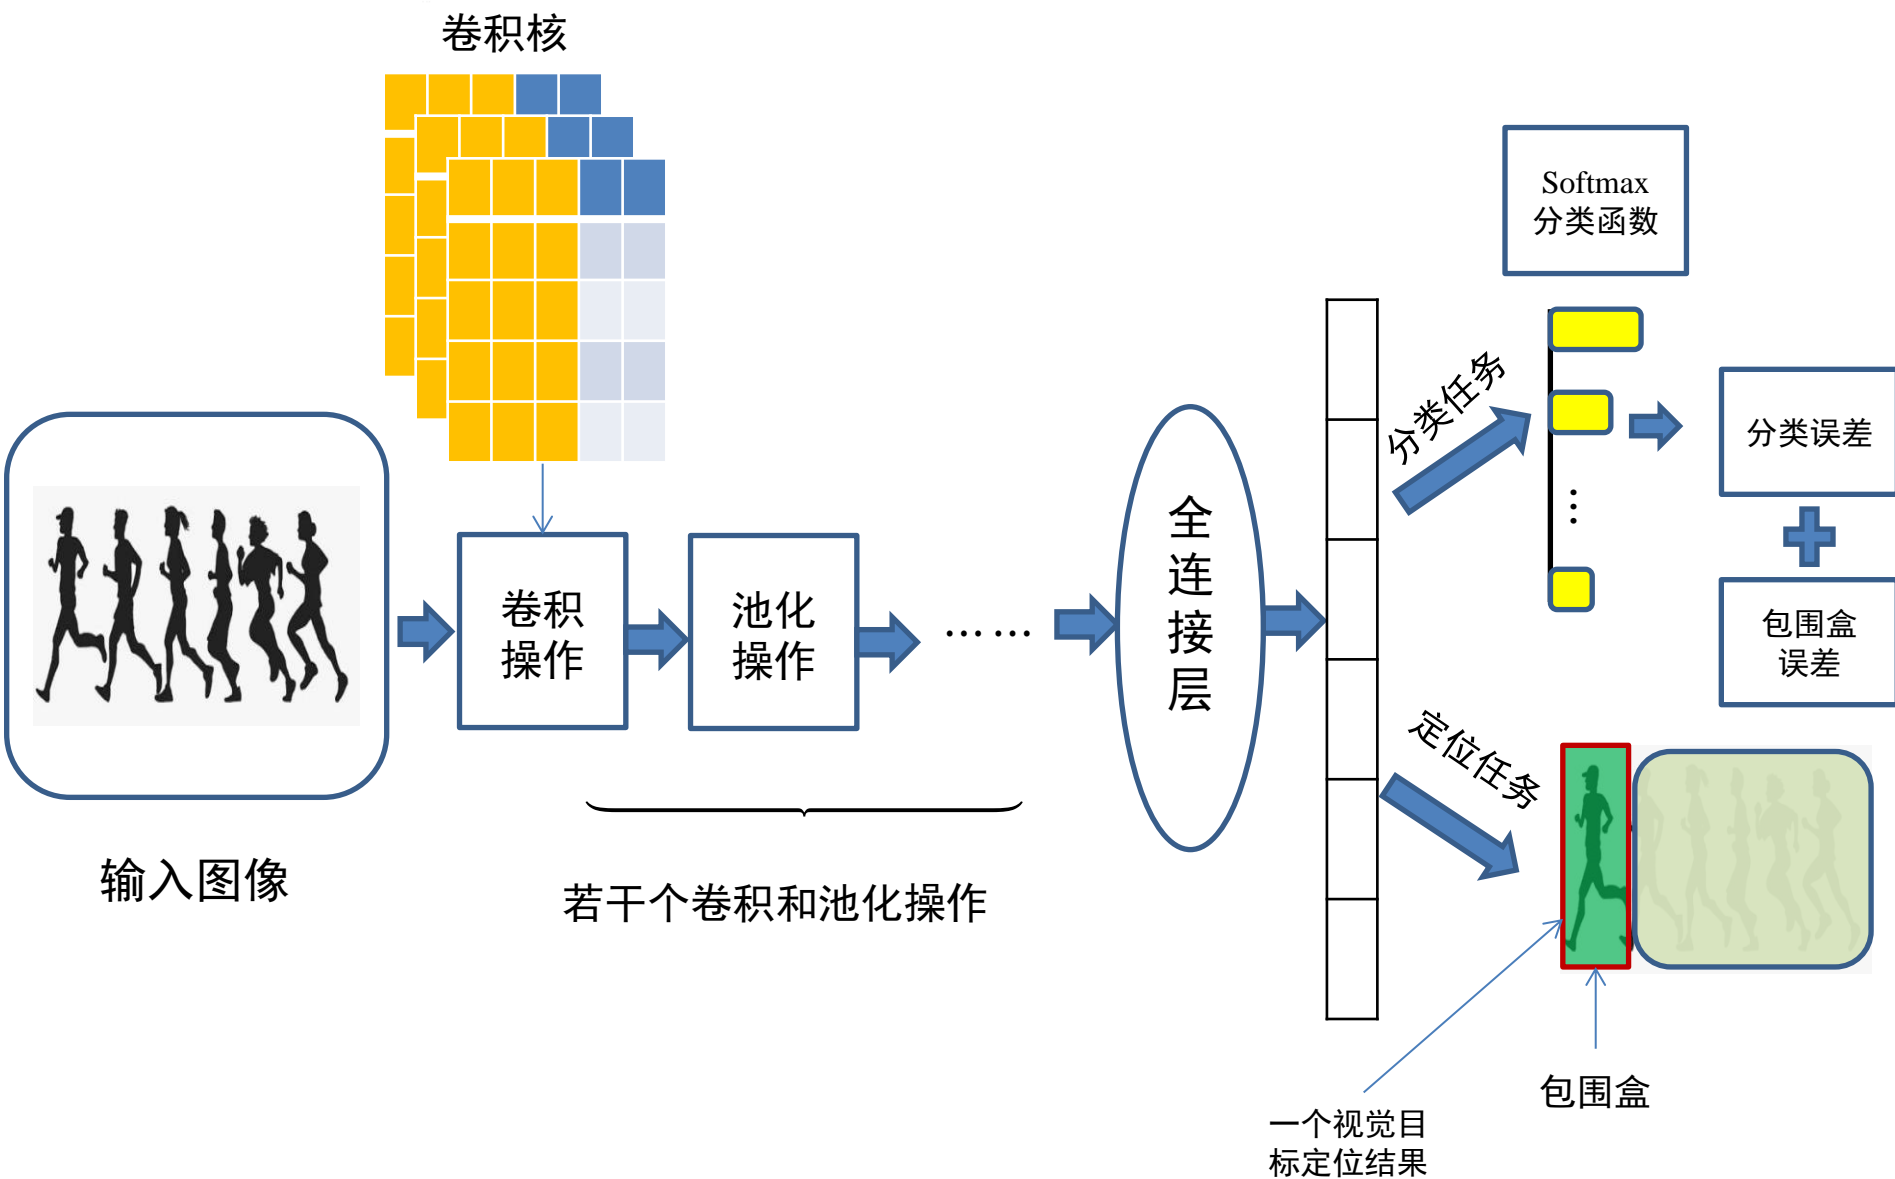 卷积核
Softmax
分类函数
分类任务
分类误差
全
连
接
层
卷积
操作
池化
操作
……
…
包围盒
误差
定位任务
输入图像
若干个卷积和池化操作
包围盒
一个视觉目
标定位结果